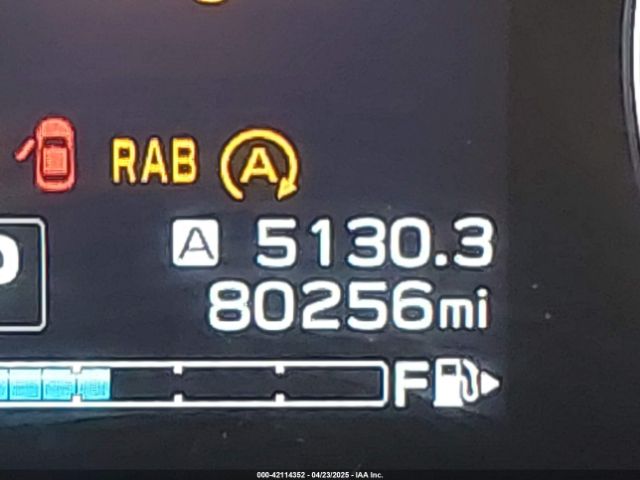 RAB A
A 5130.3
80256mi
F
000-42114352 - 04/23/2025 - IAA Inc.